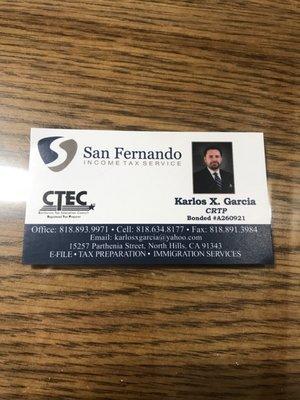 San Fernando
INCOME TAX SERVICE
CTEC
California Tax Education Council
Registered Tax Preparer
Karlos X. Garcia
CRTP
Bonded #A260921
Office: 818.893.9971 • Cell: 818.634.8177 • Fax: 818.891.3984
Email: karlosxgarcia@yahoo.com
15257 Parthenia Street, North Hills, CA 91343
E-FILE • TAX PREPARATION • IMMIGRATION SERVICES